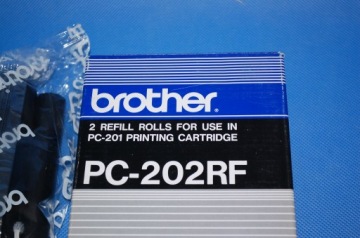 brother.
2 REFILL ROLLS FOR USE IN
PC-201 PRINTING CARTRIDGE
PC-202RF